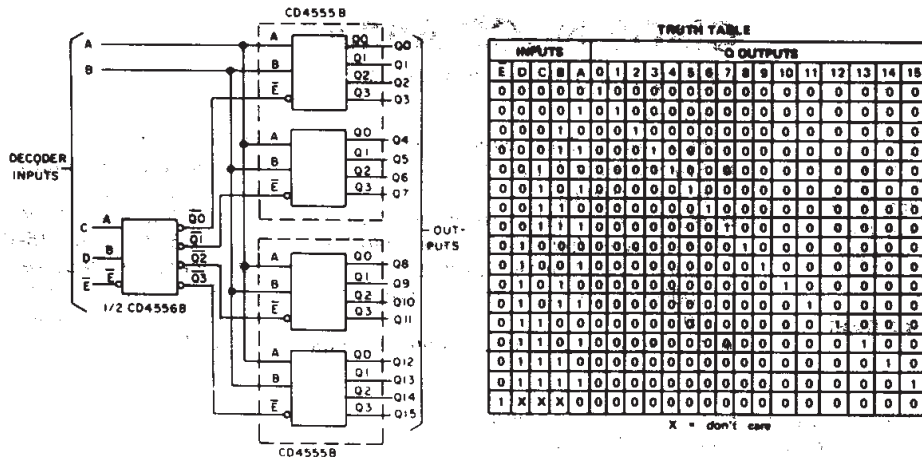 CD4555B
DECODER
INPUTS
A
B
A
B
E
Q0
Q1
Q2
Q3
Q0
Q1
Q2
Q3
A
B
E
Q0
Q1
Q2
Q3
Q4
Q5
Q6
Q7
C
D
E
A
B
E
Q0
Q1
Q2
Q3
1/2 CD4556B
OUT-
PUTS
A
B
E
Q0
Q1
Q2
Q3
Q8
Q9
Q10
Q11
A
B
E
Q0
Q1
Q2
Q3
Q12
Q13
Q14
Q15
CD4555B
TRUTH TABLE
INPUTS Q OUTPUTS
E D C B A 0 1 2 3 4 5 6 7 8 9 10 11 12 13 14 15
0 0 0 0 0 1 0 0 0 0 0 0 0 0 0 0 0 0 0 0 0
0 0 0 0 1 0 1 0 0 0 0 0 0 0 0 0 0 0 0 0 0
0 0 0 1 0 0 0 1 0 0 0 0 0 0 0 0 0 0 0 0 0
0 0 0 1 1 0 0 0 1 0 0 0 0 0 0 0 0 0 0 0 0
0 0 1 0 0 0 0 0 0 1 0 0 0 0 0 0 0 0 0 0 0
0 0 1 0 1 0 0 0 0 0 1 0 0 0 0 0 0 0 0 0 0
0 0 1 1 0 0 0 0 0 0 0 1 0 0 0 0 0 0 0 0 0
0 0 1 1 1 0 0 0 0 0 0 0 1 0 0 0 0 0 0 0 0
0 1 0 0 0 0 0 0 0 0 0 0 0 1 0 0 0 0 0 0 0
0 1 0 0 1 0 0 0 0 0 0 0 0 0 1 0 0 0 0 0 0
0 1 0 1 0 0 0 0 0 0 0 0 0 0 0 1 0 0 0 0 0
0 1 0 1 1 0 0 0 0 0 0 0 0 0 0 0 1 0 0 0 0
0 1 1 0 0 0 0 0 0 0 0 0 0 0 0 0 0 1 0 0 0
0 1 1 0 1 0 0 0 0 0 0 0 0 0 0 0 0 0 1 0 0
0 1 1 1 0 0 0 0 0 0 0 0 0 0 0 0 0 0 0 1 0
0 1 1 1 1 0 0 0 0 0 0 0 0 0 0 0 0 0 0 0 1
1 X X X 0 0 0 0 0 0 0 0 0 0 0 0 0 0 0 0 0
X = don't care